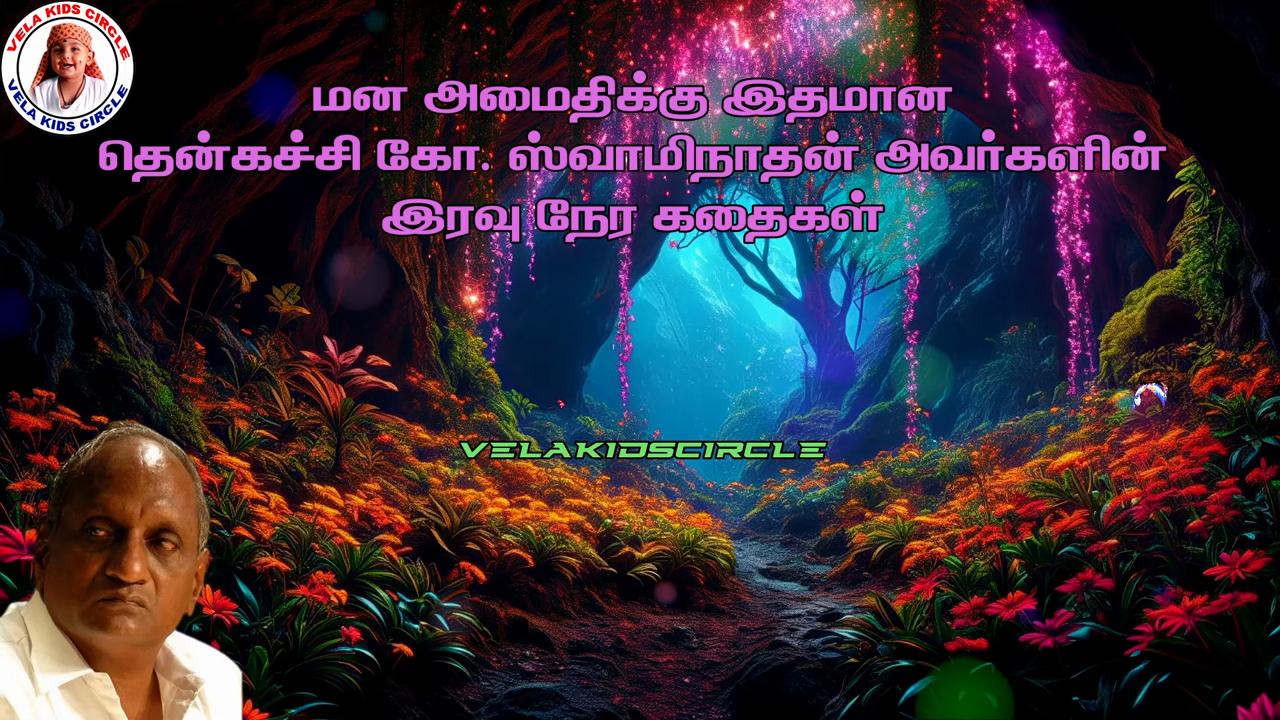 VELA KIDS CIRCLE
VELA KIDS CIRCLE
மன அமைதிக்கு இதமான
தென்கச்சி கோ. ஸ்வாமிநாதன் அவர்களின்
இரவு நேர கதைகள்
VELAKIDSCIRCLE